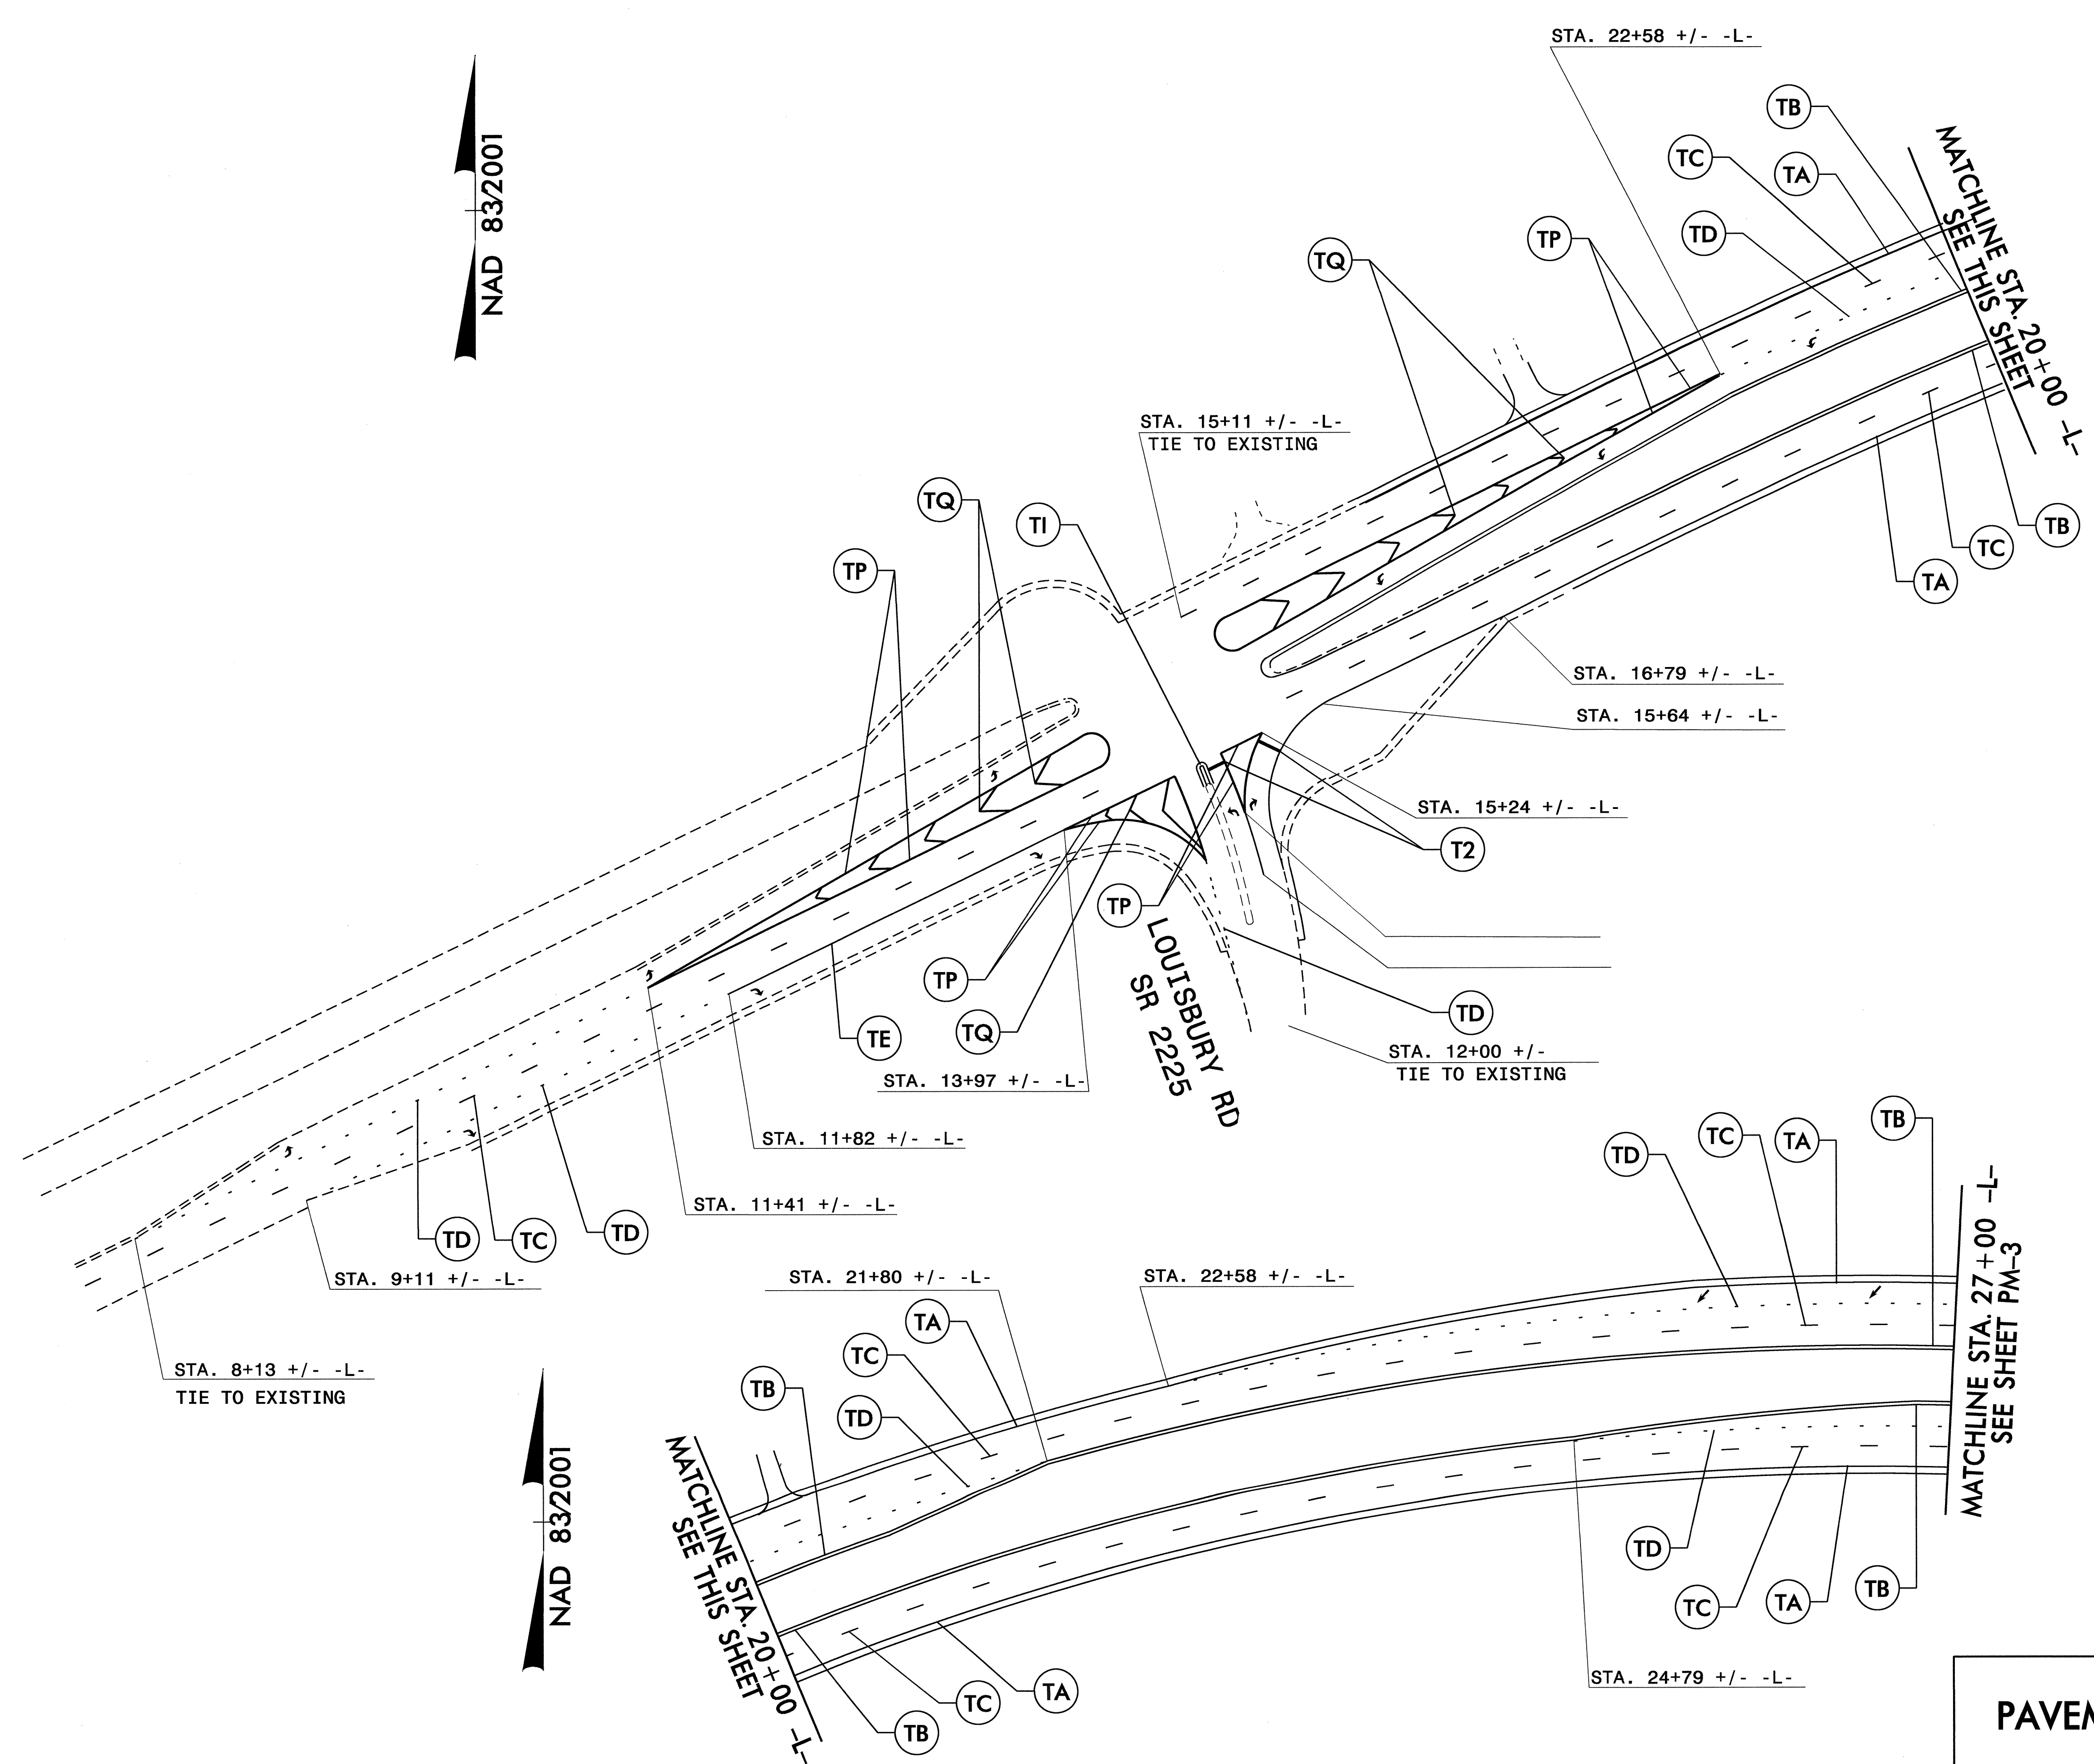 STA. 22+58 +/- -L-
NAD 83/2001
TB
TC
TA
TD
TP
TQ
MATCHLINE STA. 20+00 -L-
SEE THIS SHEET
STA. 15+11 +/- -L-
TIE TO EXISTING
TQ
TI
TP
TB
TC
TA
STA. 16+79 +/- -L-
STA. 15+64 +/- -L-
STA. 15+24 +/- -L-
T2
TP
LOUISBURY RD
SR 2225
TP
TQ
TE
TD
STA. 12+00 +/-
TIE TO EXISTING
STA. 13+97 +/- -L-
STA. 11+82 +/- -L-
STA. 11+41 +/- -L-
TD
TC
TD
STA. 9+11 +/- -L-
STA. 8+13 +/- -L-
TIE TO EXISTING
NAD 83/2001
STA. 21+80 +/- -L-
STA. 22+58 +/- -L-
TD
TC
TA
TB
TA
TC
TB
TD
MATCHLINE STA. 27+00 -L-
SEE SHEET PM-3
MATCHLINE STA. 20+00 -L-
SEE THIS SHEET
TD
TC
TA
TB
STA. 24+79 +/- -L-
TA
TC
TB
PAVEM